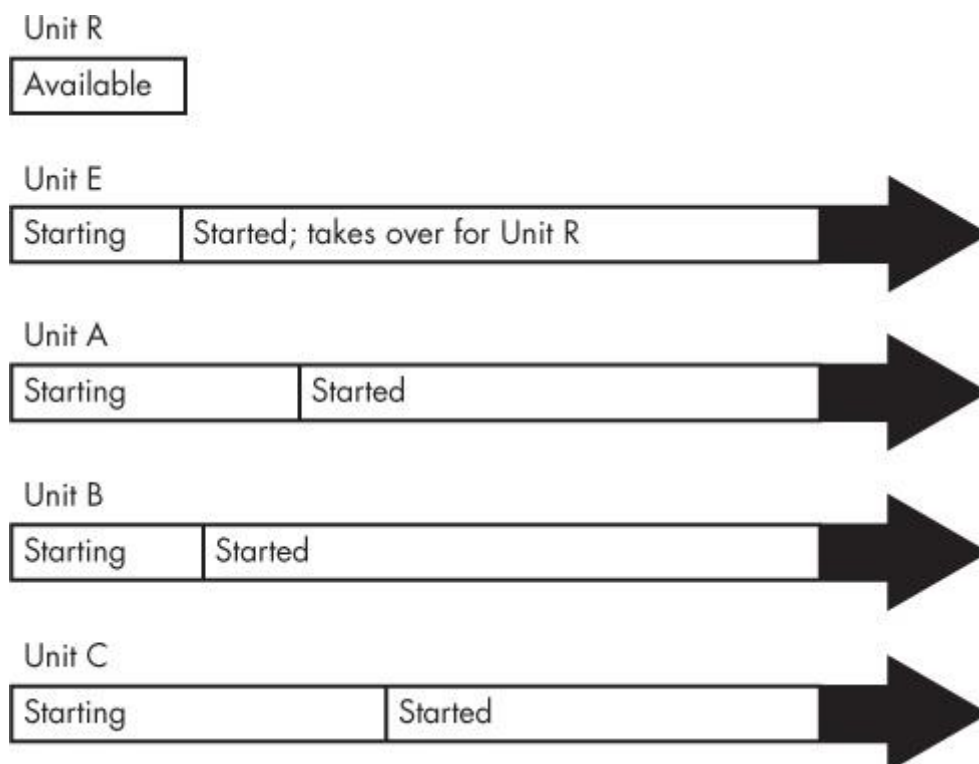 Unit R
Available
Unit E
Starting Started; takes over for Unit R
Unit A
Starting Started
Unit B
Starting Started
Unit C
Starting Started